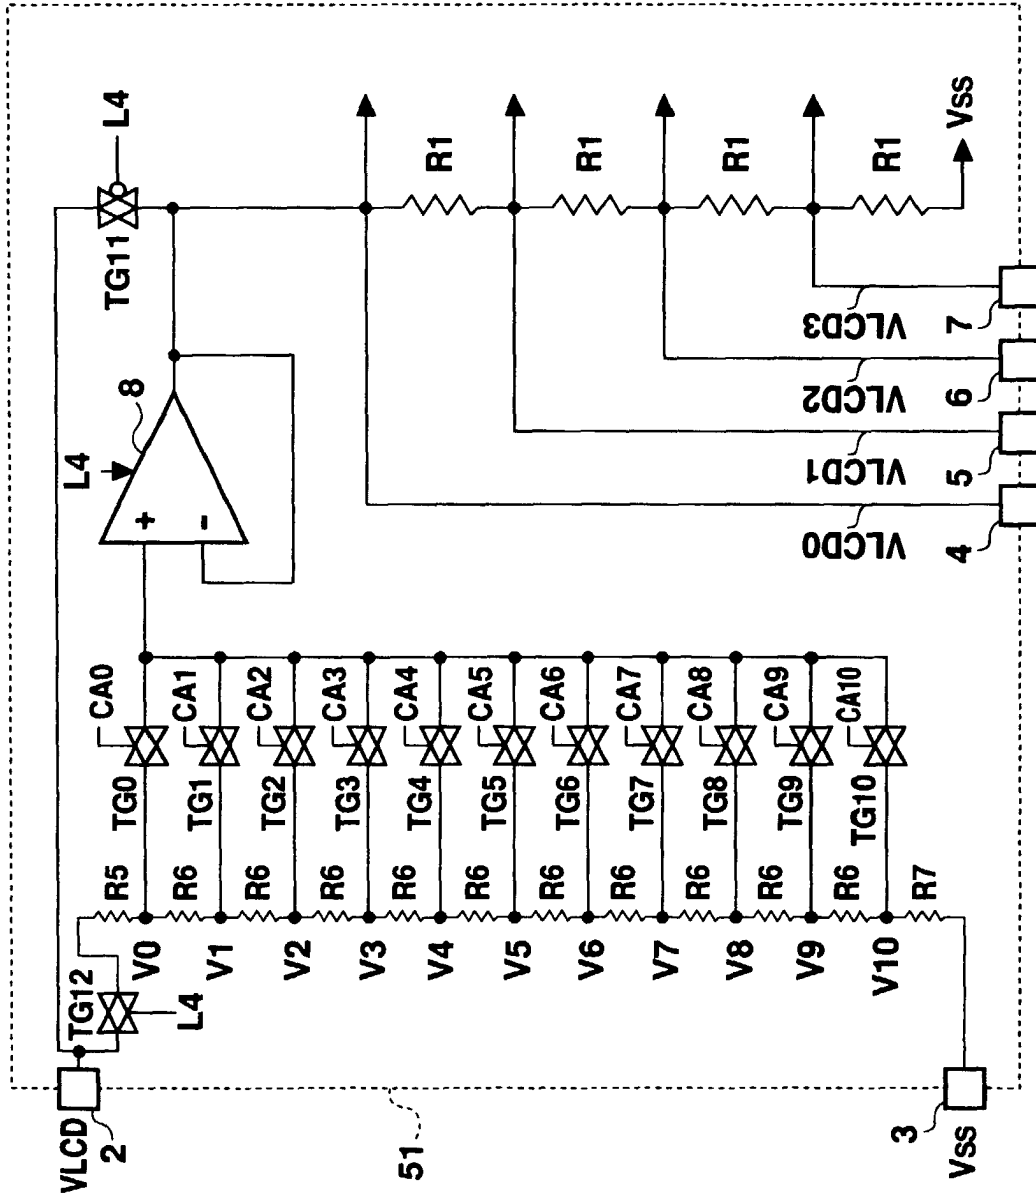 L4
TG11
L4
8
+
-
R1
R1
R1
R1
Vss
CA0
CA1
CA2
CA3
CA4
CA5
CA6
CA7
CA8
CA9
CA10
TG0
TG1
TG2
TG3
TG4
TG5
TG6
TG7
TG8
TG9
TG10
R5
R6
R6
R6
R6
R6
R6
R6
R6
R6
R6
R7
V0
V1
V2
V3
V4
V5
V6
V7
V8
V9
V10
TG12
L4
VLCD
2
51
3
Vss
VLCD0
VLCD1
VLCD2
VLCD3
4
5
6
7